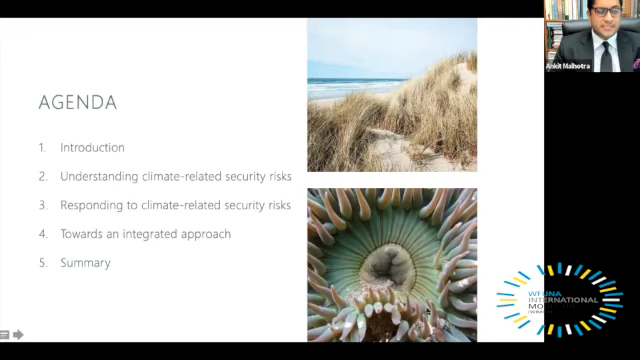 AGENDA
1. Introduction
2. Understanding climate-related security risks
3. Responding to climate-related security risks
4. Towards an integrated approach
5. Summary
Ankit Malhotra
WFUNA
INTERNATIONAL